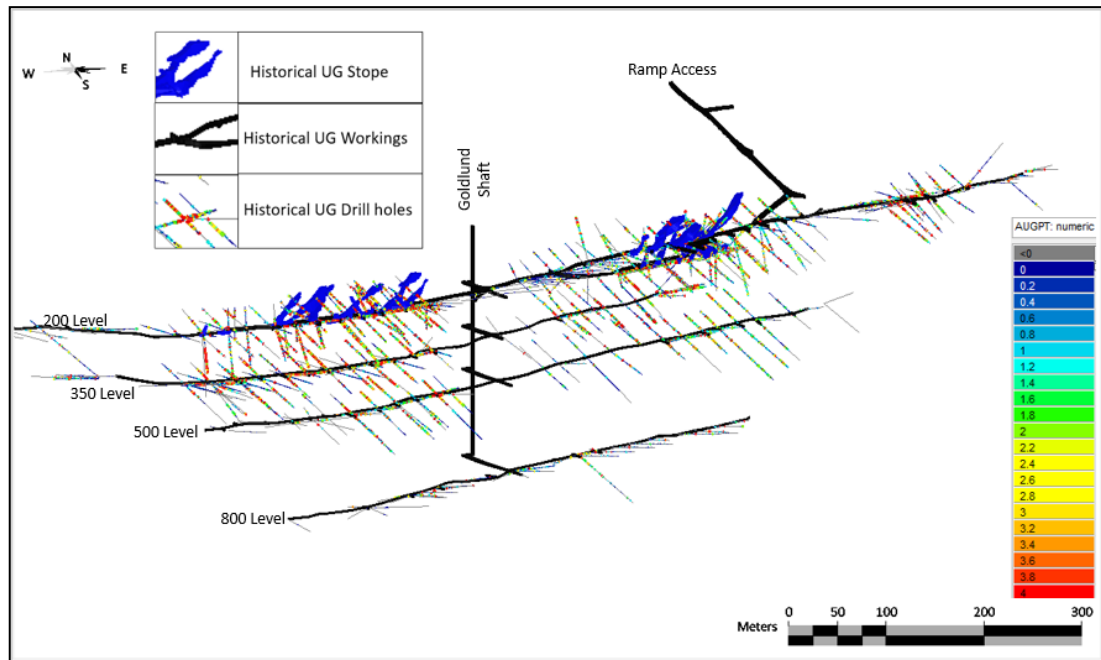 N
W
E
S
Historical UG Stope
Historical UG Workings
Historical UG Drill holes
Ramp Access
Goldlund
Shaft
200 Level
350 Level
500 Level
800 Level
AUGPT: numeric
<0
0
0.2
0.4
0.6
0.8
1
1.2
1.4
1.6
1.8
2
2.2
2.4
2.6
2.8
3
3.2
3.4
3.6
3.8
4
0 50 100 200 300
Meters